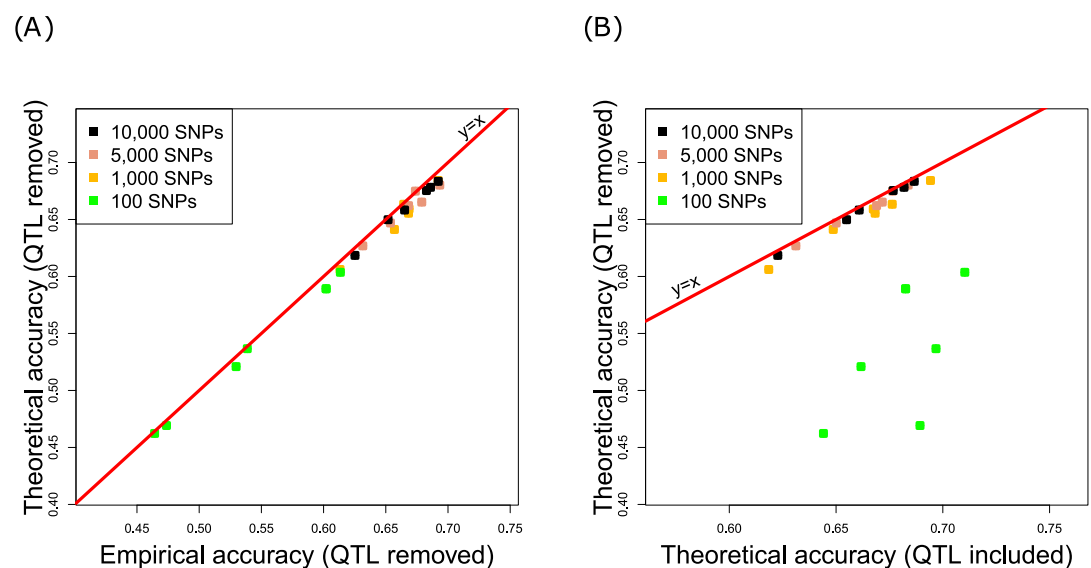 (A)
(B)
10,000 SNPs
5,000 SNPs
1,000 SNPs
100 SNPs
y=x
Theoretical accuracy (QTL removed)
0.40 0.45 0.50 0.55 0.60 0.65 0.70
0.45 0.50 0.55 0.60 0.65 0.70 0.75
Empirical accuracy (QTL removed)
10,000 SNPs
5,000 SNPs
1,000 SNPs
100 SNPs
y=x
Theoretical accuracy (QTL removed)
0.40 0.45 0.50 0.55 0.60 0.65 0.70
0.60 0.65 0.70 0.75
Theoretical accuracy (QTL included)